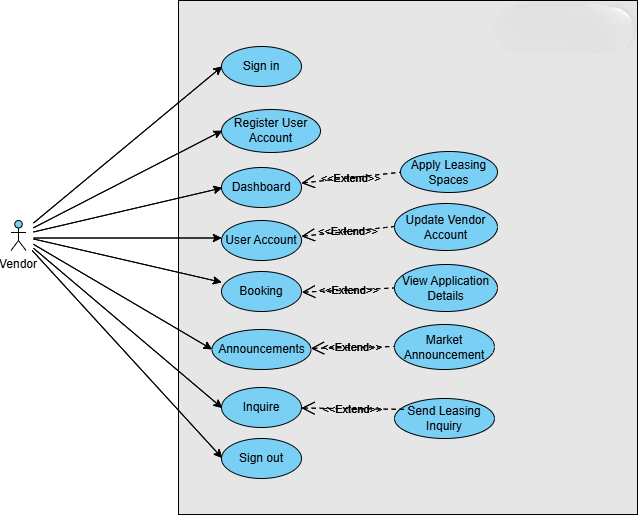 Sign in
Register User
Account
Dashboard
<<Extend>>
Apply Leasing
Spaces
Vendor
User Account
<<Extend>>
Update Vendor
Account
Booking
<<Extend>>
View Application
Details
Announcements
<<Extend>>
Market
Announcement
Inquire
<<Extend>>
Send Leasing
Inquiry
Sign out